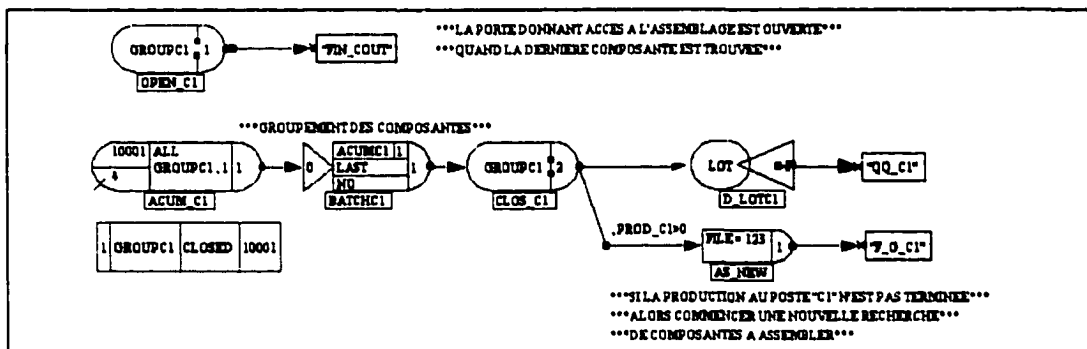 ***LA PORTE DONNANT ACCES A L'ASSEMBLAGE EST OUVERTE***
GROUPC1 1
"FIN_COUT"
***QUAND LA DERNIERE COMPOSANTE EST TROUVEE***
OPEN_C1
***GROUPEMENT DES COMPOSANTES***
10001 ALL
GROUPC1,1 1
4
ACUM_C1
0
ACUMC1 1
LAST 1
NO
BATCHC1
GROUPC1 2
CLOS_C1
LOT
D_LOTC1
"QQ_C1"
1 GROUPC1 CLOSED 10001
,PROD_C1>0
FILE = 123 1
AS_NEW
"F_O_C1"
***SI LA PRODUCTION AU POSTE "C1" N'EST PAS TERMINEE***
***ALORS COMMENCER UNE NOUVELLE RECHERCHE***
***DE COMPOSANTES A ASSEMBLER***